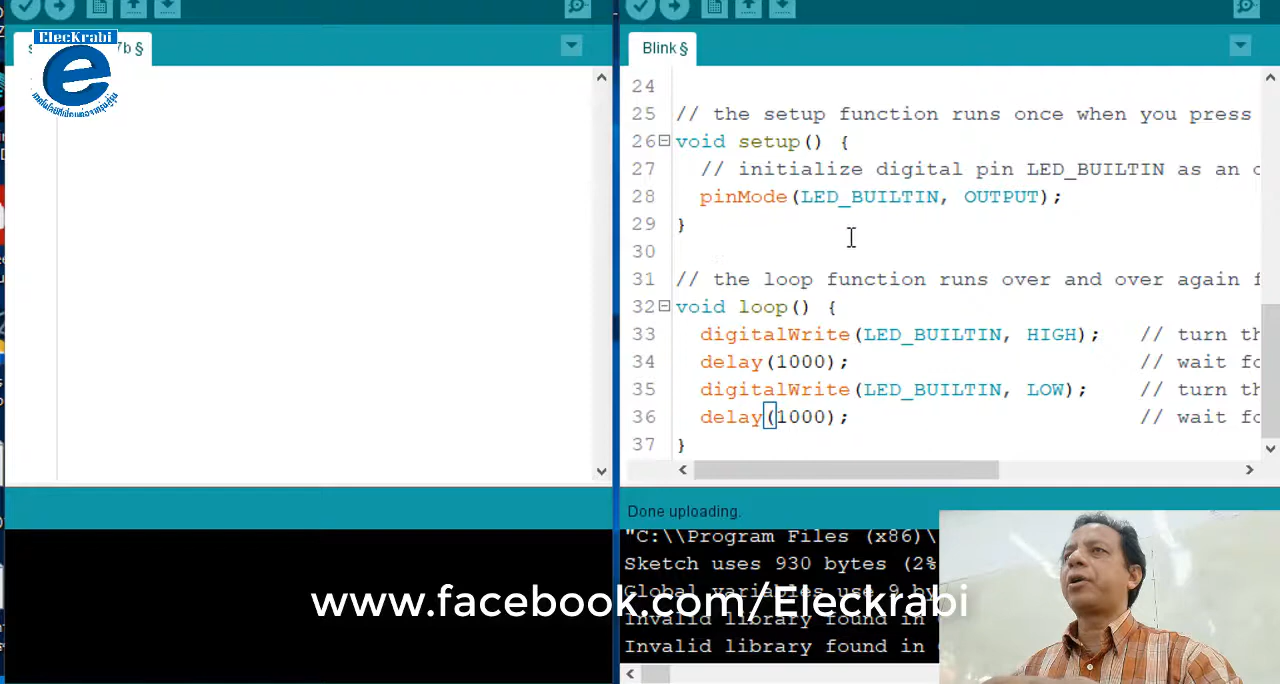 ElecKrabi
e
7b §
Blink §
24
25 // the setup function runs once when you press
26 void setup() {
27 // initialize digital pin LED_BUILTIN as an
28 pinMode(LED_BUILTIN, OUTPUT);
29 }
30
31 // the loop function runs over and over again f
32 void loop() {
33 digitalWrite(LED_BUILTIN, HIGH); // turn th
34 delay(1000); // wait fo
35 digitalWrite(LED_BUILTIN, LOW); // turn th
36 delay(1000); // wait fo
37 }
Done uploading.
"C:\\Program Files (x86)\
Sketch uses 930 bytes (2%
Global variables use 9 by
www.facebook.com/Eleckrabi
Invalid library found in
Invalid library found in